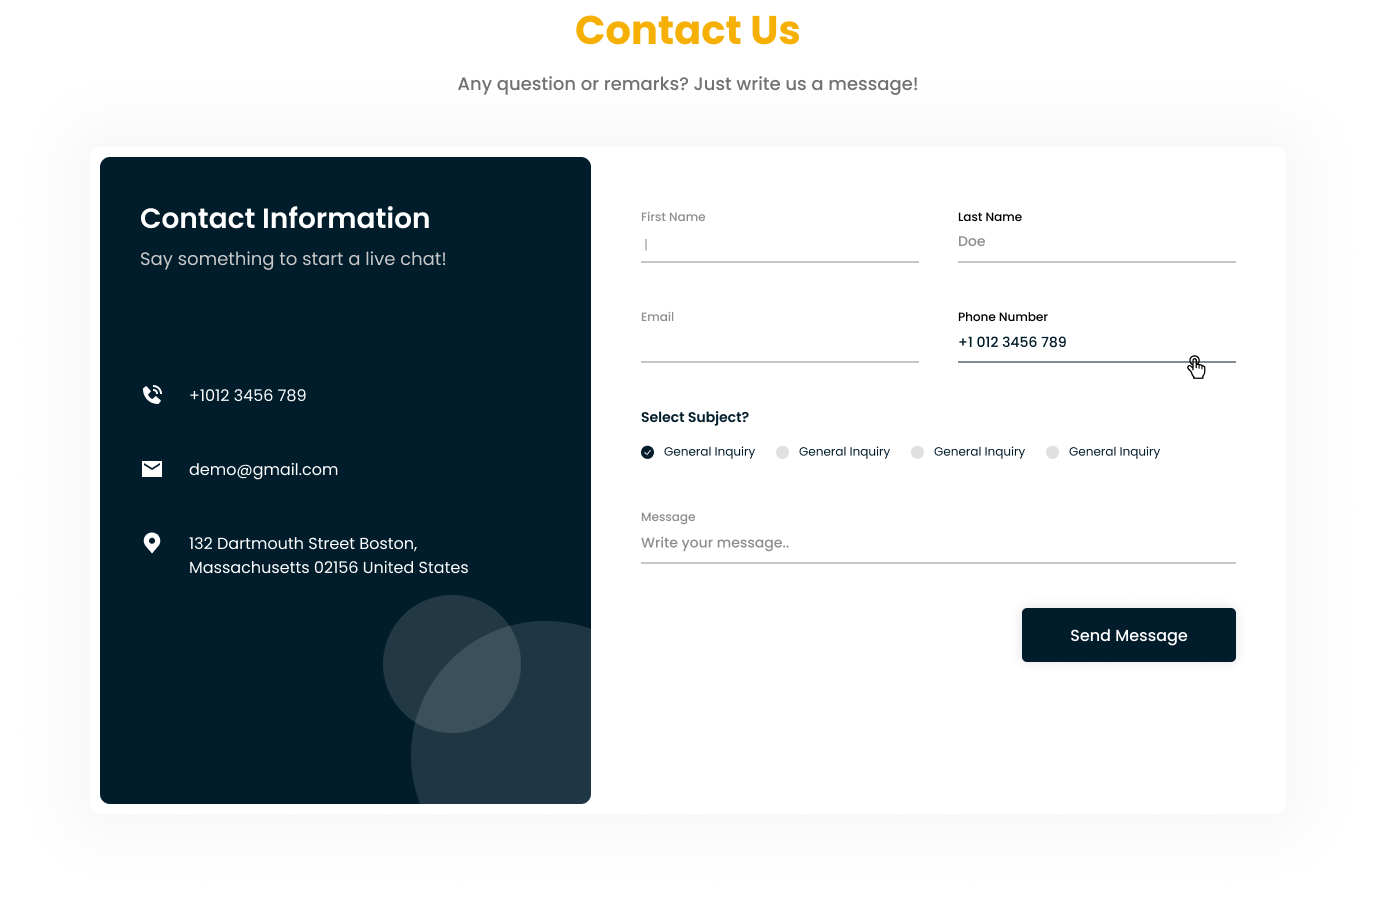 Contact Us
Any question or remarks? Just write us a message!
Contact Information
Say something to start a live chat!
+1012 3456 789
demo@gmail.com
132 Dartmouth Street Boston,
Massachusetts 02156 United States
First Name
Last Name
Doe
Email
Phone Number
+1 012 3456 789
Select Subject?
General Inquiry General Inquiry General Inquiry General Inquiry
Message
Write your message..
Send Message